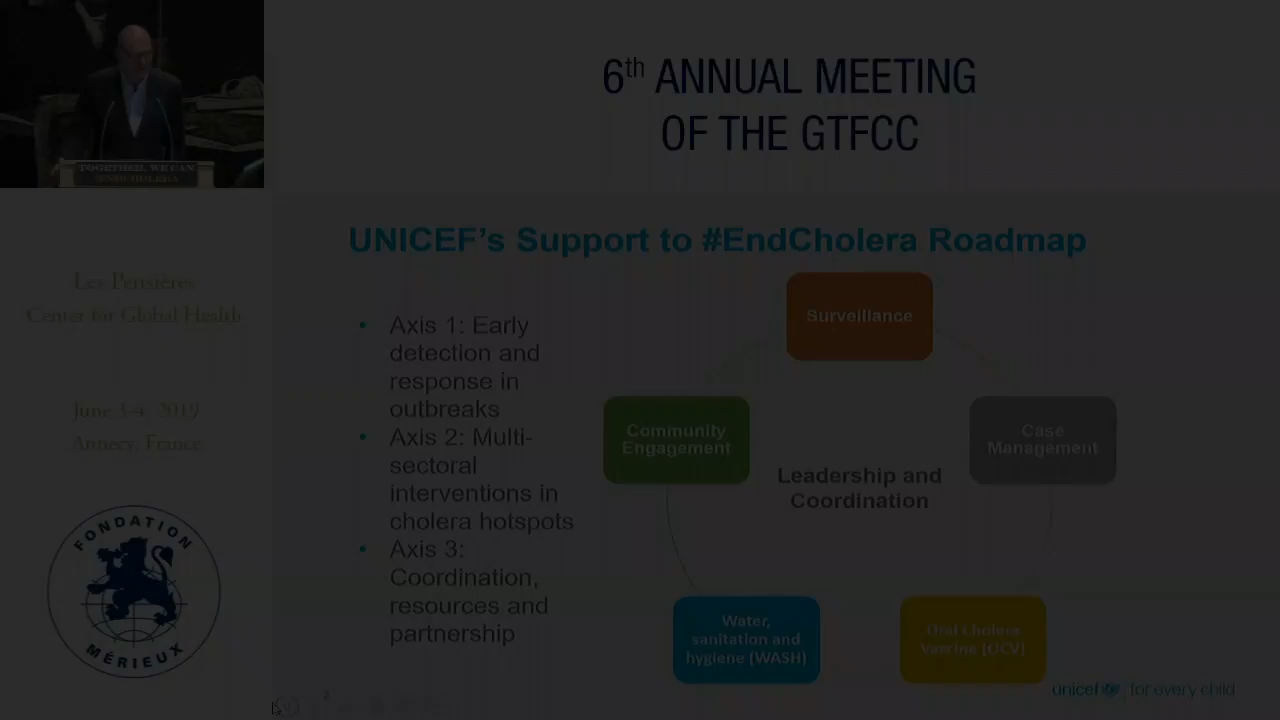 6th ANNUAL MEETING
OF THE GTFCC
TOGETHER, WE CAN
Les Pensières
Center for Global Health
June 3-4, 2019
Annecy, France
FONDATION
MÉRIEUX
UNICEF’s Support to #EndCholera Roadmap
• Axis 1: Early
detection and
response in
outbreaks
• Axis 2: Multi-
sectoral
interventions in
cholera hotspots
• Axis 3:
Coordination,
resources and
partnership
Surveillance
Community
Engagement
Case
Management
Leadership and
Coordination
Water,
sanitation and
hygiene (WASH)
Oral Cholera
Vaccine (OCV)
unicef | for every child